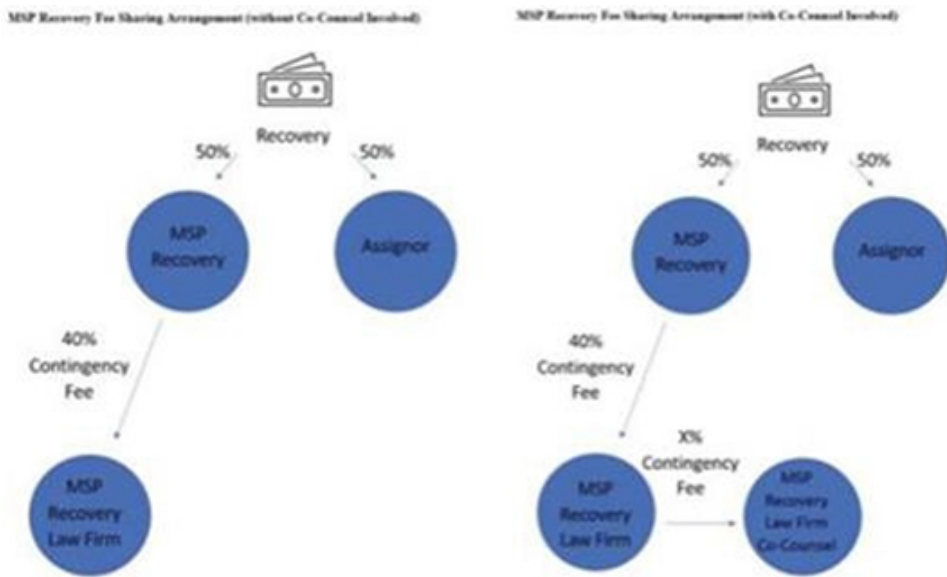 MSP Recovery Fee Sharing Arrangement (without Co-Counsel Involved)
Recovery
50%
50%
MSP
Recovery
Assignor
40%
Contingency
Fee
MSP
Recovery
Law Firm
MSP Recovery Fee Sharing Arrangement (with Co-Counsel Involved)
Recovery
50%
50%
MSP
Recovery
Assignor
40%
Contingency
Fee
X%
Contingency
Fee
MSP
Recovery
Law Firm
MSP
Recovery
Law Firm
Co-Counsel